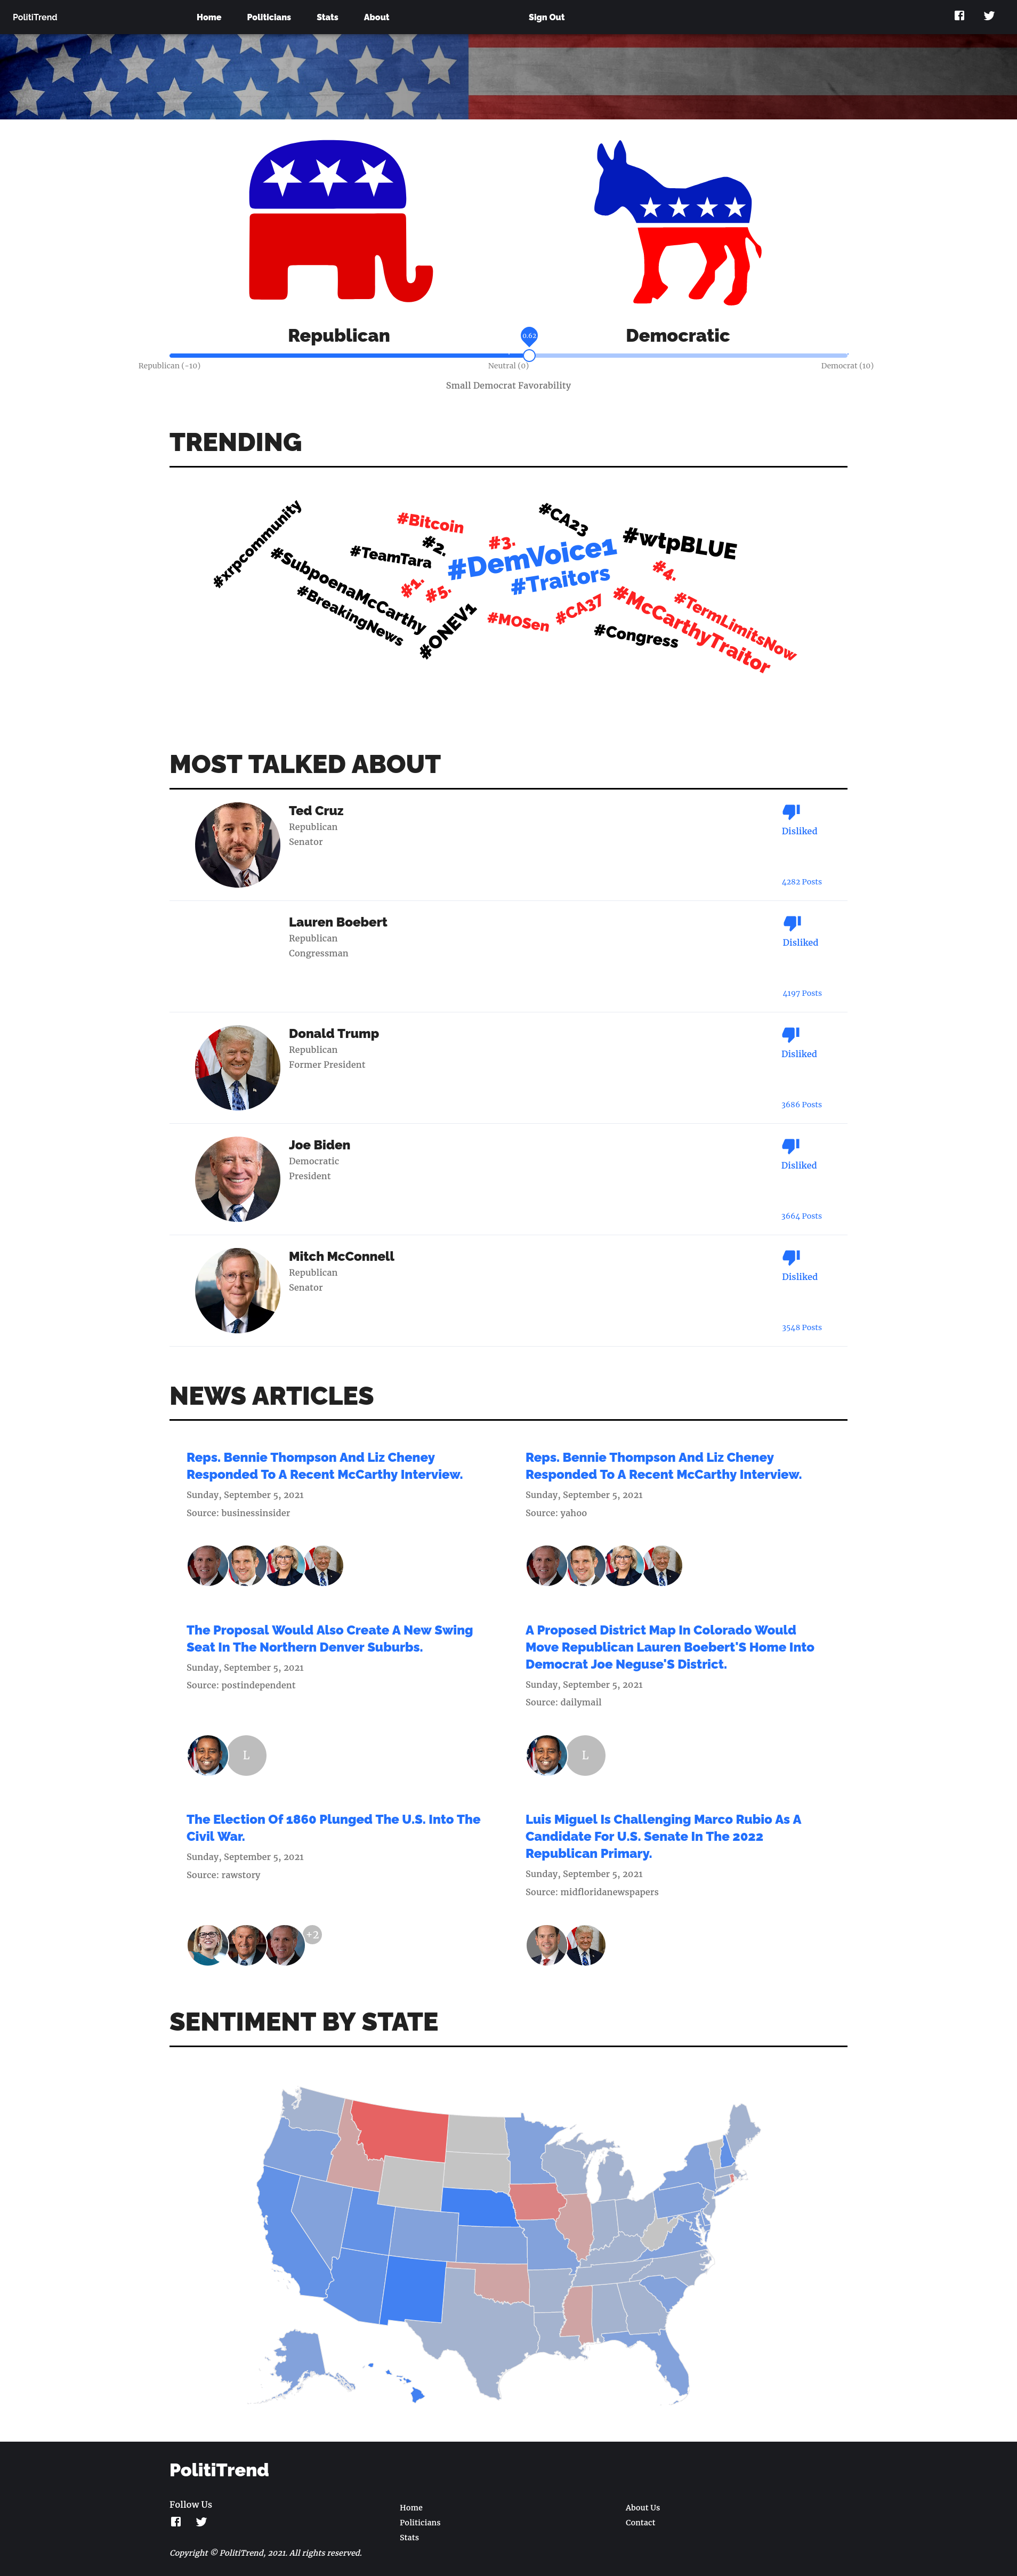 PolitiTrend Home Politicians Stats About Sign Out
Republican Democratic
0.62
Republican (-10) Neutral (0) Democrat (10)
Small Democrat Favorability
TRENDING
#xrpcommunity
#Bitcoin
#CA23
#2.
#3.
#wtpBLUE
#TeamTara
#DemVoice1
#SubpoenaMcCarthy
#1.
#5.
#Traitors
#4.
#BreakingNews
#ONEV1
#MOSen
#CA37
#McCarthyTraitor
#TermLimitsNow
#Congress
MOST TALKED ABOUT
Ted Cruz
Republican
Senator
Disliked
4282 Posts
Lauren Boebert
Republican
Congressman
Disliked
4197 Posts
Donald Trump
Republican
Former President
Disliked
3686 Posts
Joe Biden
Democratic
President
Disliked
3664 Posts
Mitch McConnell
Republican
Senator
Disliked
3548 Posts
NEWS ARTICLES
Reps. Bennie Thompson And Liz Cheney
Responded To A Recent McCarthy Interview.
Sunday, September 5, 2021
Source: businessinsider
Reps. Bennie Thompson And Liz Cheney
Responded To A Recent McCarthy Interview.
Sunday, September 5, 2021
Source: yahoo
The Proposal Would Also Create A New Swing
Seat In The Northern Denver Suburbs.
Sunday, September 5, 2021
Source: postindependent
L
A Proposed District Map In Colorado Would
Move Republican Lauren Boebert'S Home Into
Democrat Joe Neguse'S District.
Sunday, September 5, 2021
Source: dailymail
L
The Election Of 1860 Plunged The U.S. Into The
Civil War.
Sunday, September 5, 2021
Source: rawstory
+2
Luis Miguel Is Challenging Marco Rubio As A
Candidate For U.S. Senate In The 2022
Republican Primary.
Sunday, September 5, 2021
Source: midfloridanewspapers
SENTIMENT BY STATE
PolitiTrend
Follow Us
Home
Politicians
Stats
About Us
Contact
Copyright © PolitiTrend, 2021. All rights reserved.